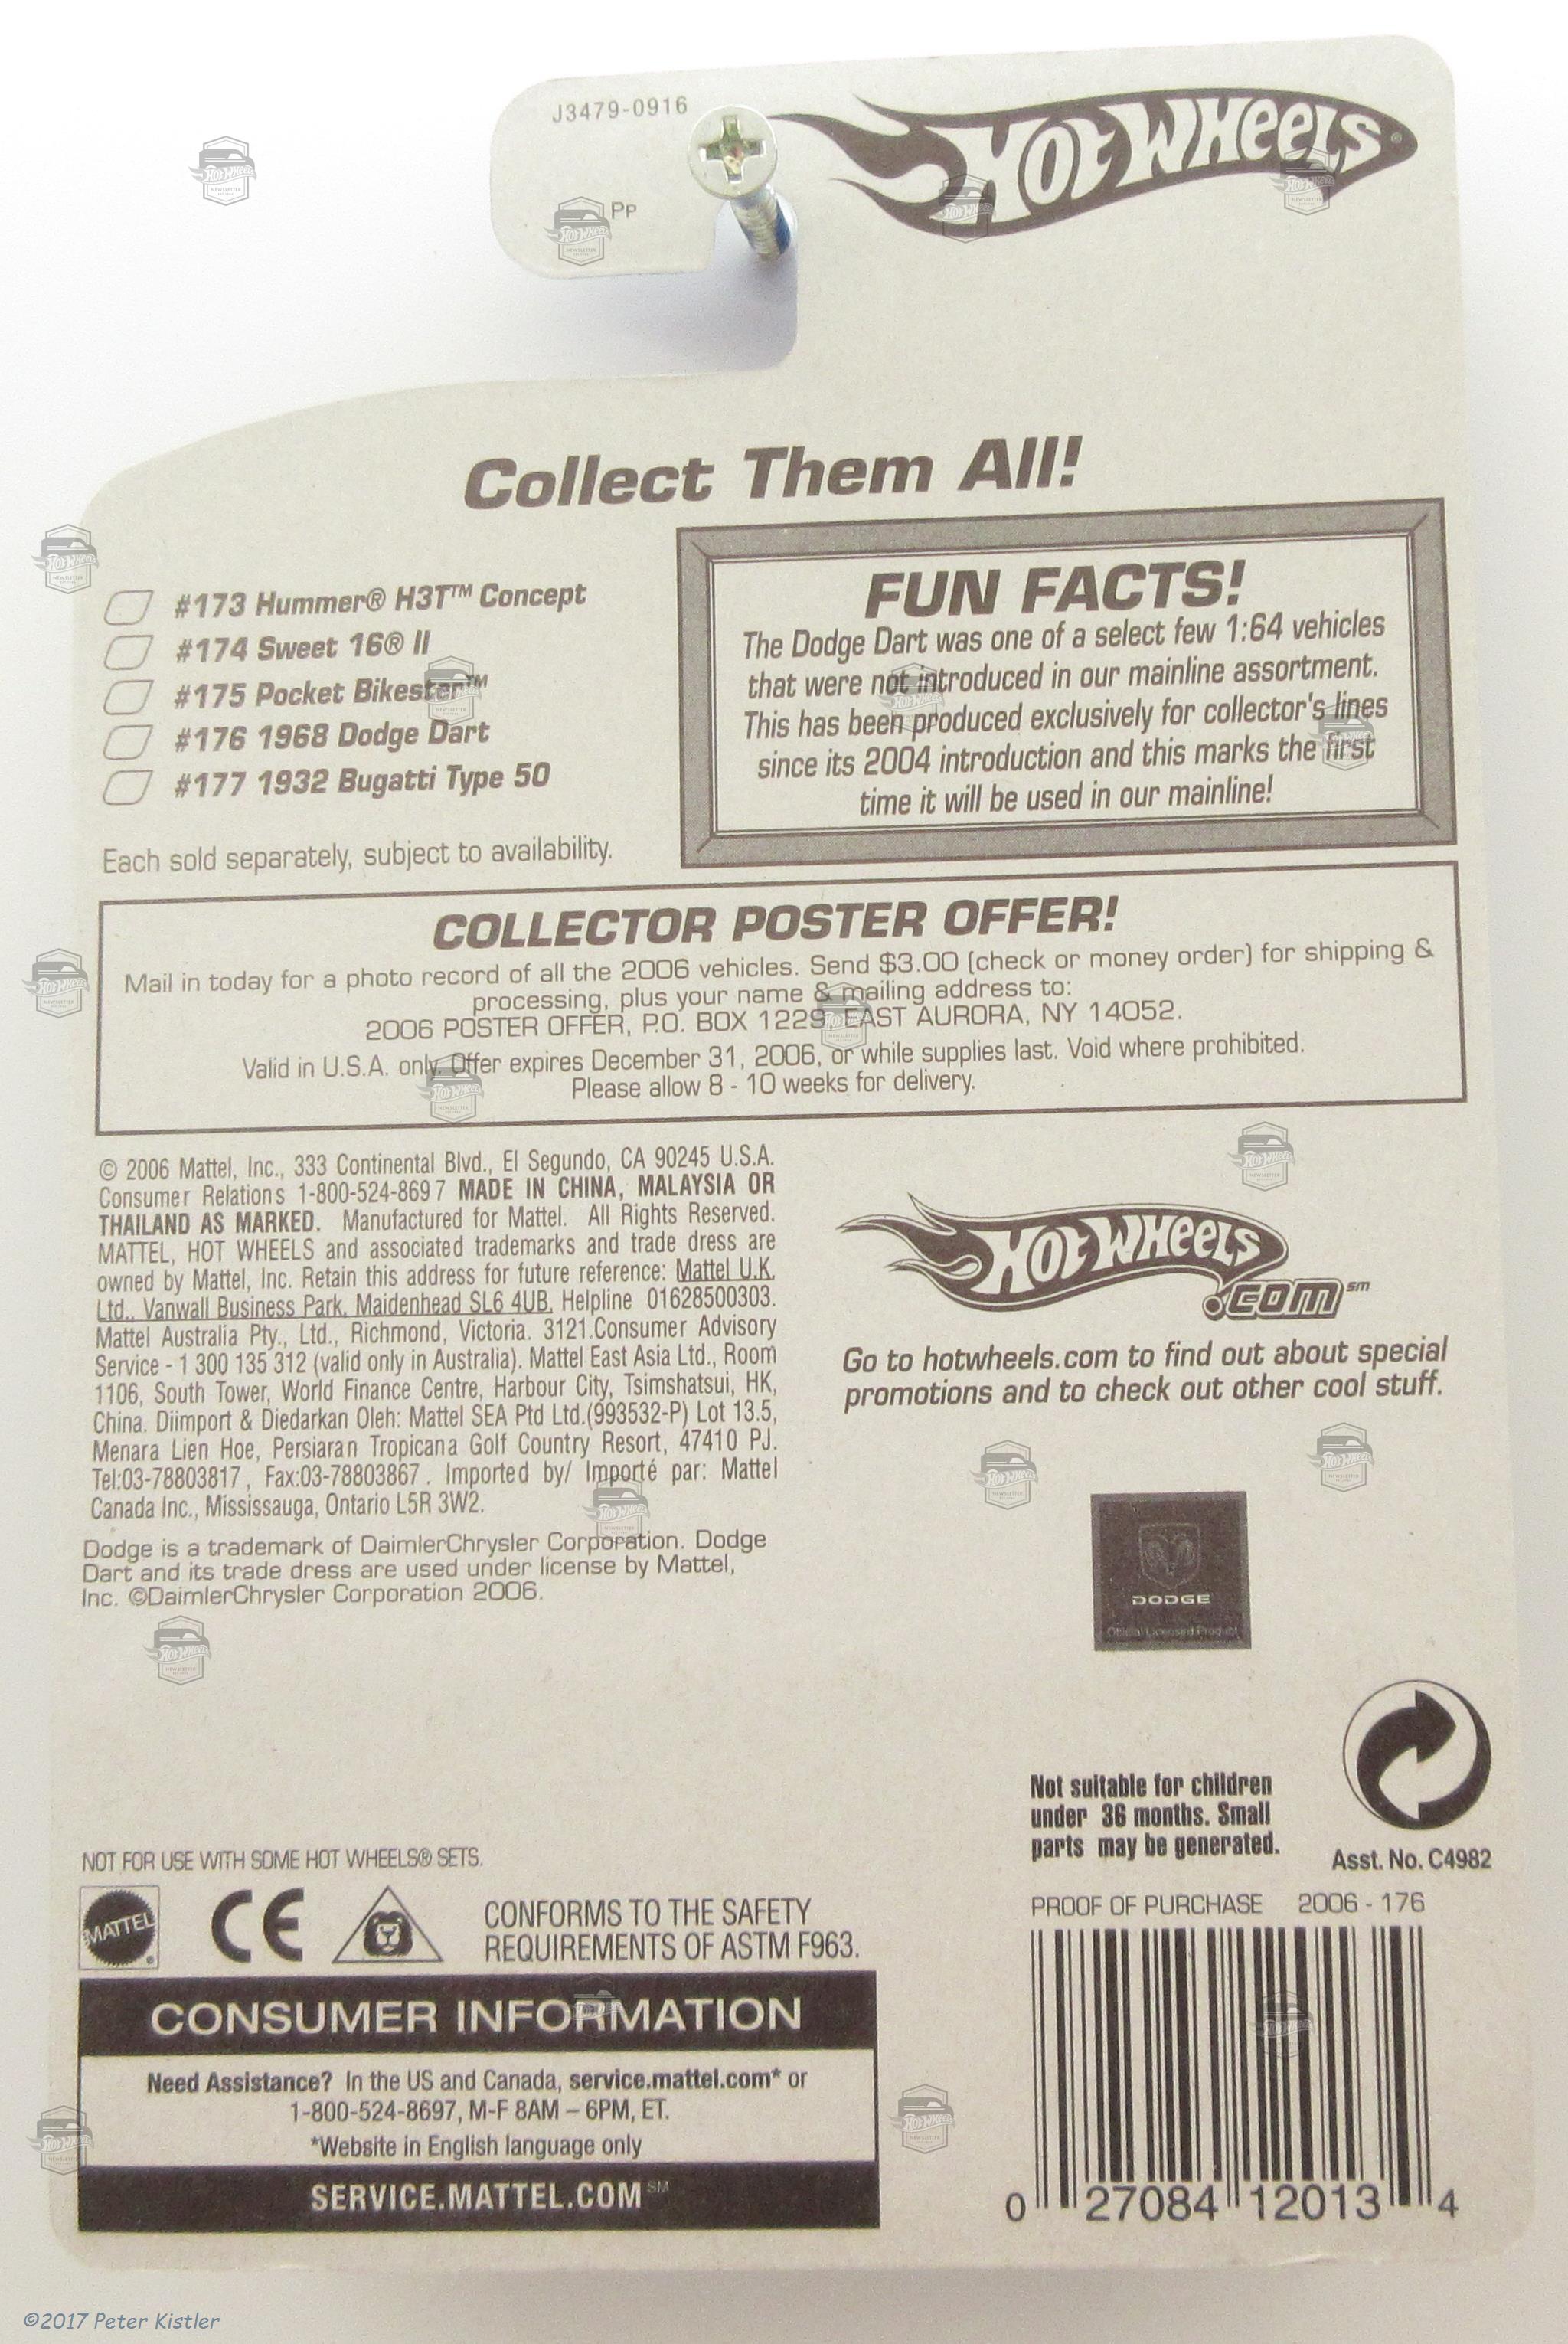 J3479-0916
PP
HOT WHEELS®
Collect Them All!
#173 Hummer® H3T™ Concept
#174 Sweet 16® II
#175 Pocket Bikester™
#176 1968 Dodge Dart
#177 1932 Bugatti Type 50
Each sold separately, subject to availability.
FUN FACTS!
The Dodge Dart was one of a select few 1:64 vehicles
that were not introduced in our mainline assortment.
This has been produced exclusively for collector's lines
since its 2004 introduction and this marks the first
time it will be used in our mainline!
COLLECTOR POSTER OFFER!
Mail in today for a photo record of all the 2006 vehicles. Send $3.00 (check or money order) for shipping &
processing, plus your name & mailing address to:
2006 POSTER OFFER, P.O. BOX 1229, EAST AURORA, NY 14052.
Valid in U.S.A. only. Offer expires December 31, 2006, or while supplies last. Void where prohibited.
Please allow 8 - 10 weeks for delivery.
© 2006 Mattel, Inc., 333 Continental Blvd., El Segundo, CA 90245 U.S.A.
Consumer Relations 1-800-524-8697 MADE IN CHINA, MALAYSIA OR
THAILAND AS MARKED. Manufactured for Mattel. All Rights Reserved.
MATTEL, HOT WHEELS and associated trademarks and trade dress are
owned by Mattel, Inc. Retain this address for future reference: Mattel U.K.
Ltd., Vanwall Business Park, Maidenhead SL6 4UB. Helpline 01628500303.
Mattel Australia Pty., Ltd., Richmond, Victoria. 3121.Consumer Advisory
Service - 1 300 135 312 (valid only in Australia). Mattel East Asia Ltd., Room
1106, South Tower, World Finance Centre, Harbour City, Tsimshatsui, HK,
China. Diimport & Diedarkan Oleh: Mattel SEA Ptd Ltd.(993532-P) Lot 13.5,
Menara Lien Hoe, Persiaran Tropicana Golf Country Resort, 47410 PJ.
Tel:03-78803817, Fax:03-78803867. Imported by/ Importé par: Mattel
Canada Inc., Mississauga, Ontario L5R 3W2.
Dodge is a trademark of DaimlerChrysler Corporation. Dodge
Dart and its trade dress are used under license by Mattel,
Inc. ©DaimlerChrysler Corporation 2006.
HOT WHEELS
.COM℠
Go to hotwheels.com to find out about special
promotions and to check out other cool stuff.
DODGE
Official Licensed Product
Not suitable for children
under 36 months. Small
parts may be generated.
Asst. No. C4982
NOT FOR USE WITH SOME HOT WHEELS® SETS.
MATTEL®
CE
CONFORMS TO THE SAFETY
REQUIREMENTS OF ASTM F963.
PROOF OF PURCHASE 2006 - 176
0 27084 12013 4
CONSUMER INFORMATION
Need Assistance? In the US and Canada, service.mattel.com* or
1-800-524-8697, M-F 8AM – 6PM, ET.
*Website in English language only
SERVICE.MATTEL.COM℠
©2017 Peter Kistler